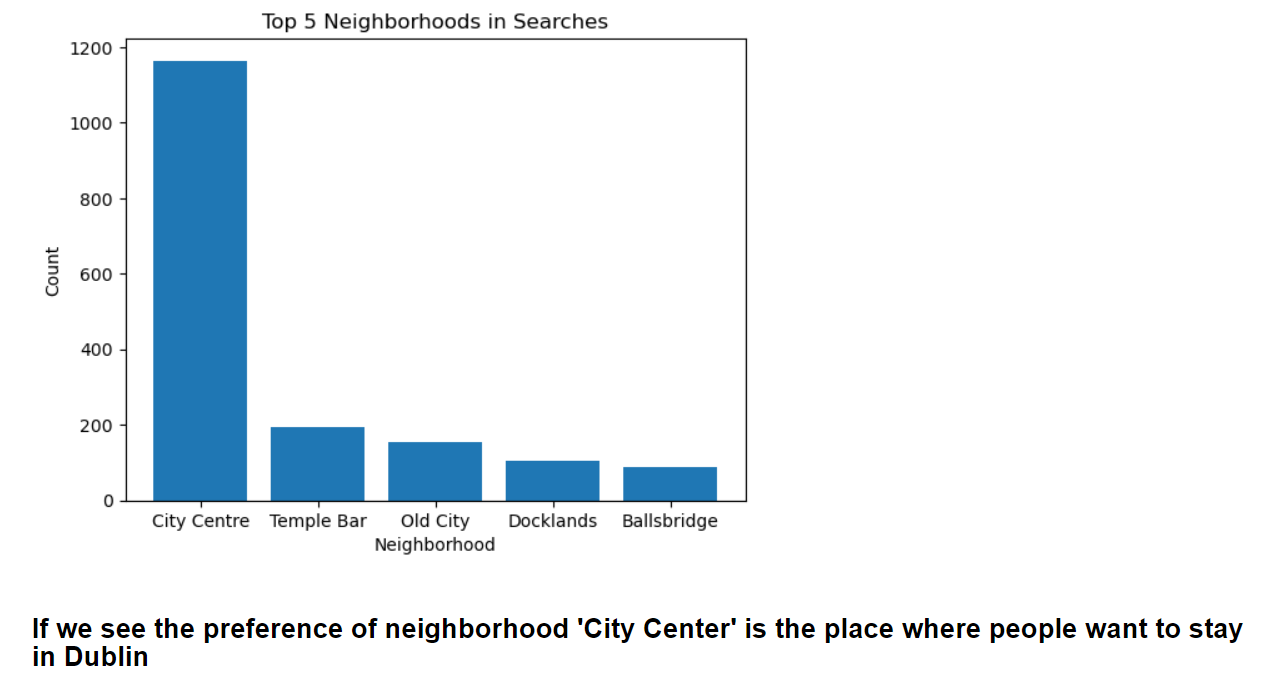 Top 5 Neighborhoods in Searches
1200
1000
800
600
400
200
0
Count
City Centre Temple Bar Old City Docklands Ballsbridge
Neighborhood
If we see the preference of neighborhood 'City Center' is the place where people want to stay
in Dublin